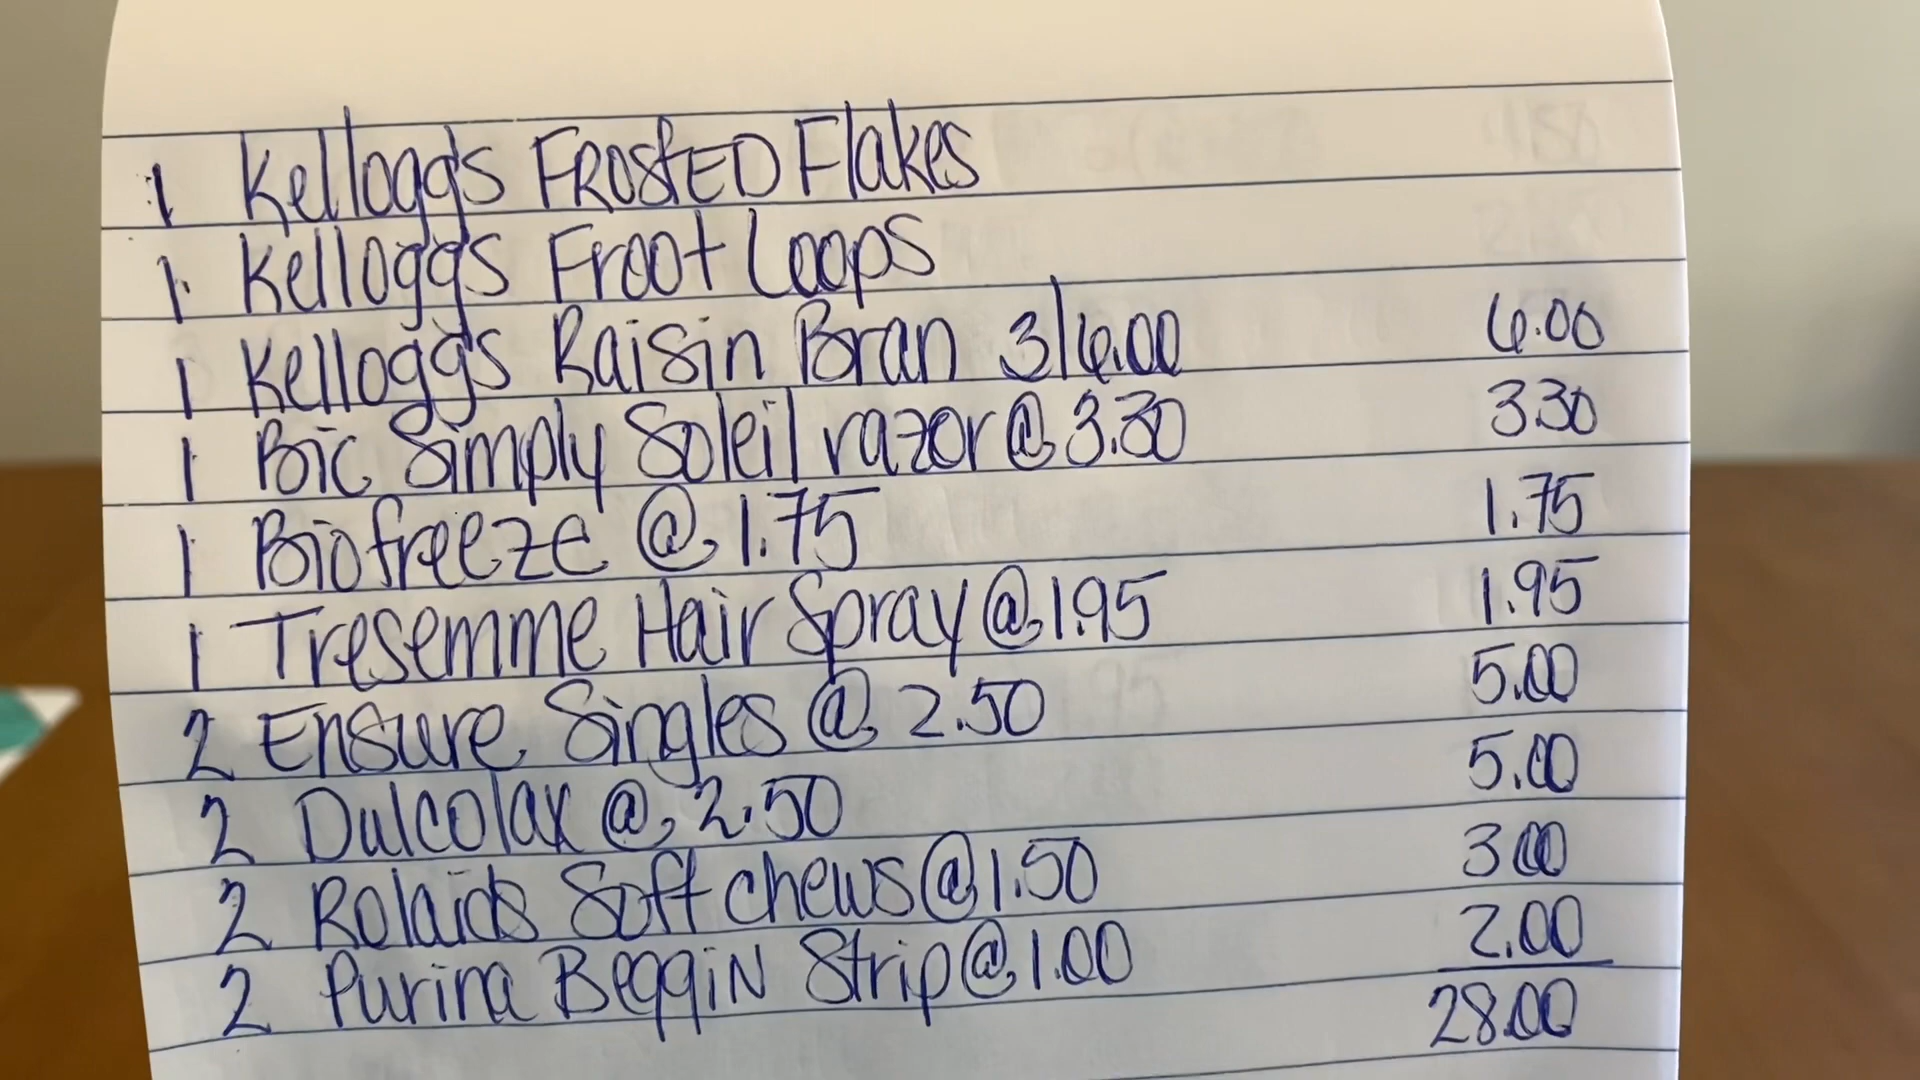 1 Kellogg's FROSTED Flakes
1 Kellogg's Froot Loops
1 Kellogg's Raisin Bran 3/6.00 6.00
1 Bic Simply Soleil razor @ 3.30 3.30
1 Biofreeze @ 1.75 1.75
1 Tresemme Hair Spray @ 1.95 1.95
2 Ensure Singles @ 2.50 5.00
2 Dulcolax @ 2.50 5.00
2 Rolaids Soft chews @ 1.50 3.00
2 Purina BeggiN Strip @ 1.00 2.00
28.00